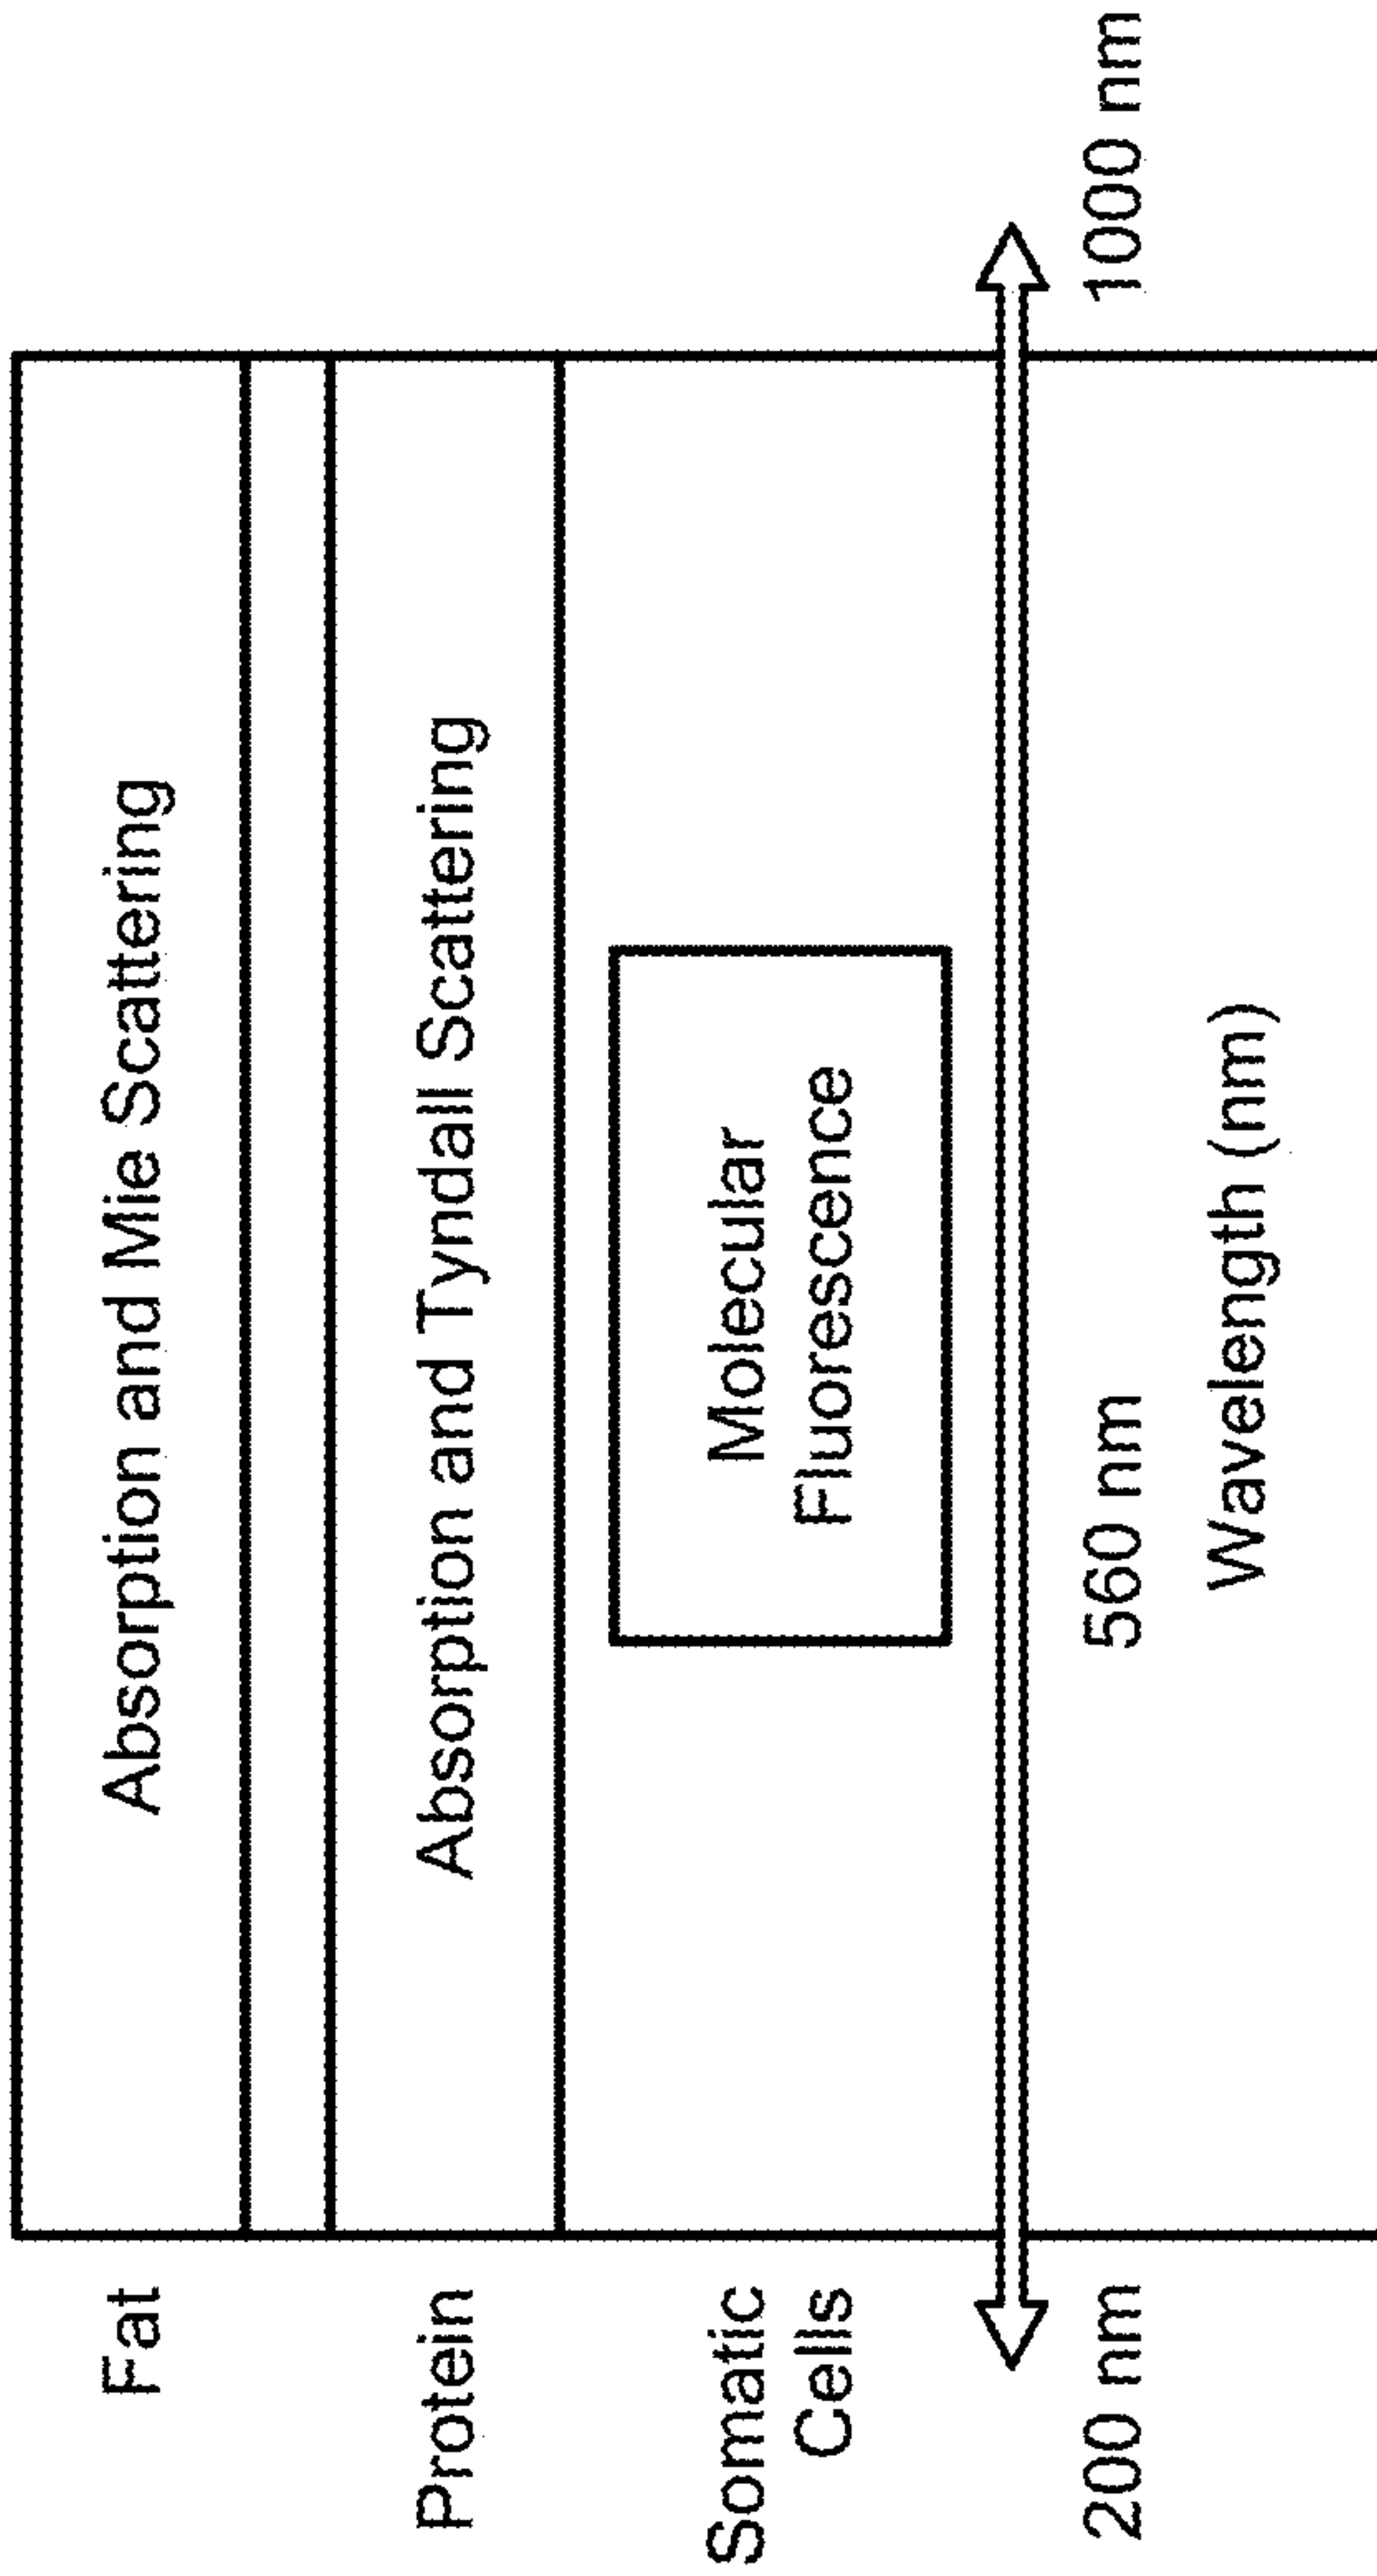 Fat
Absorption and Mie Scattering
Protein
Absorption and Tyndall Scattering
Somatic
Cells
Molecular
Fluorescence
200 nm
560 nm
1000 nm
Wavelength (nm)